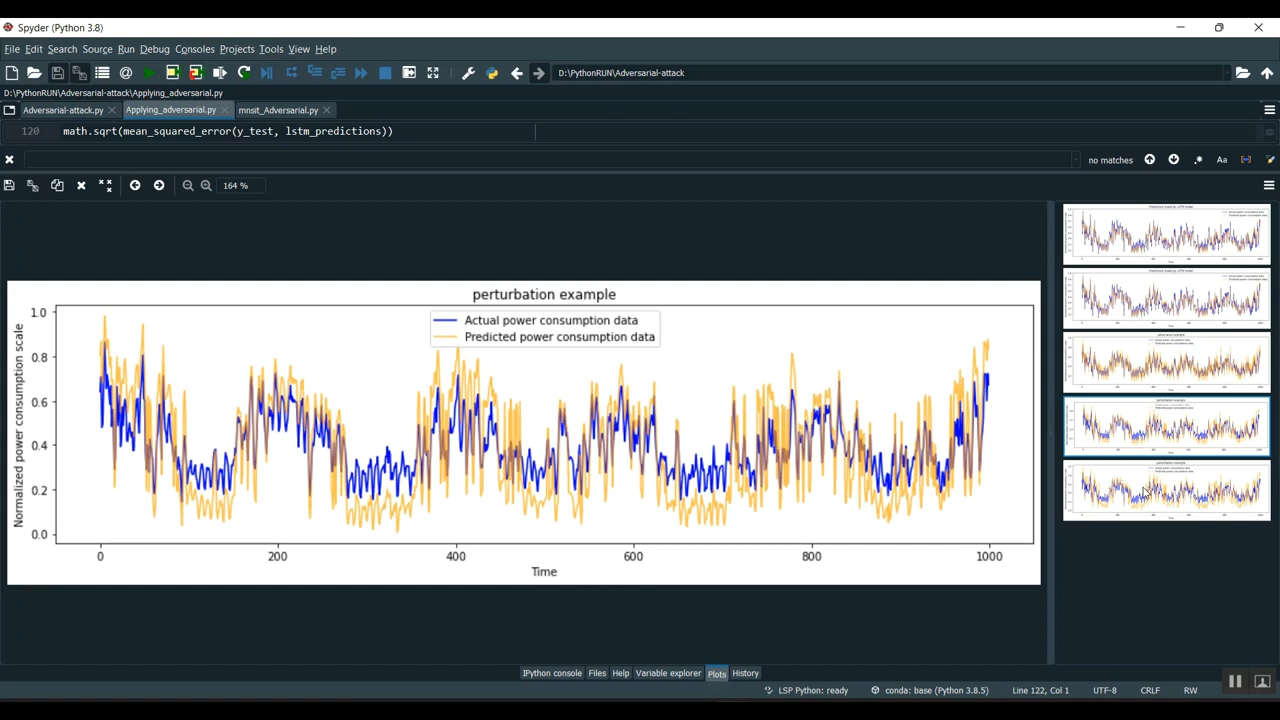 Spyder (Python 3.8)
File Edit Search Source Run Debug Consoles Projects Tools View Help
D:\PythonRUN\Adversarial-attack
D:\PythonRUN\Adversarial-attack\Applying_adversarial.py
Adversarial-attack.py Applying_adversarial.py mnsit_Adversarial.py
120 math.sqrt(mean_squared_error(y_test, lstm_predictions))
no matches Aa
164 %
perturbation example
Actual power consumption data
Predicted power consumption data
Normalized power consumption scale
1.0
0.8
0.6
0.4
0.2
0.0
0 200 400 600 800 1000
Time
IPython console Files Help Variable explorer Plots History
LSP Python: ready conda: base (Python 3.8.5) Line 122, Col 1 UTF-8 CRLF RW